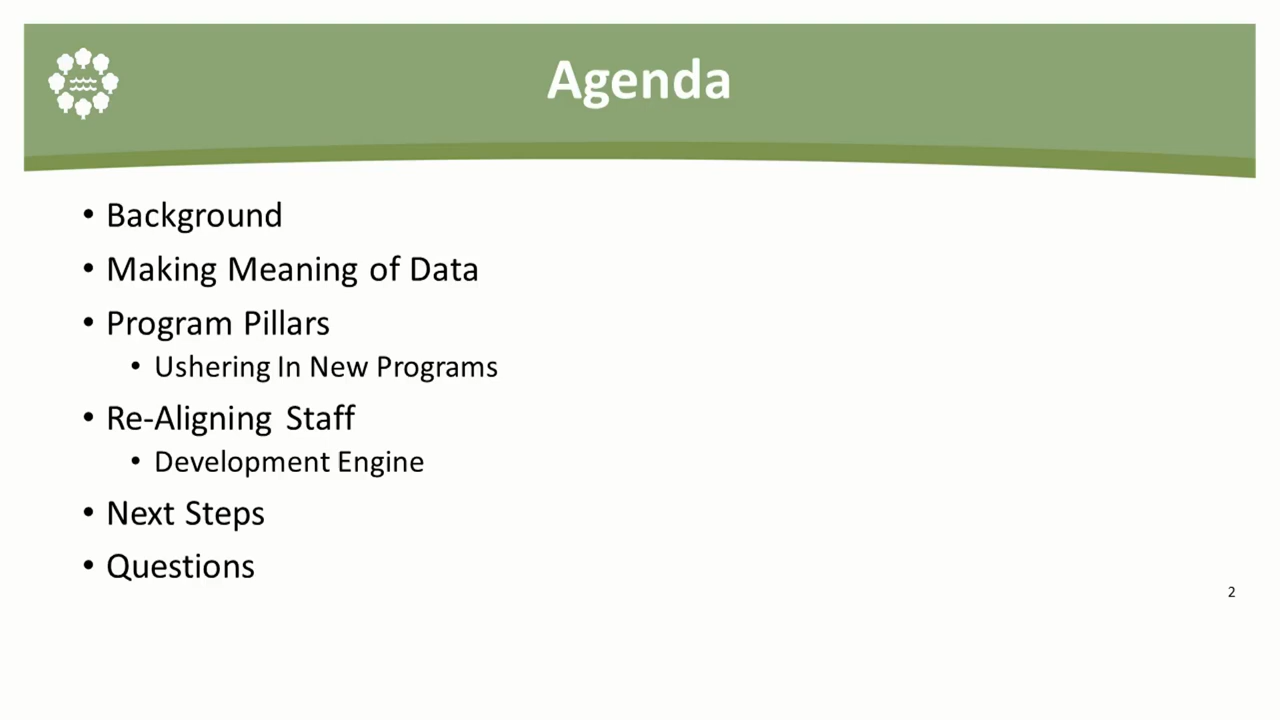 Agenda
• Background
• Making Meaning of Data
• Program Pillars
• Ushering In New Programs
• Re-Aligning Staff
• Development Engine
• Next Steps
• Questions
2